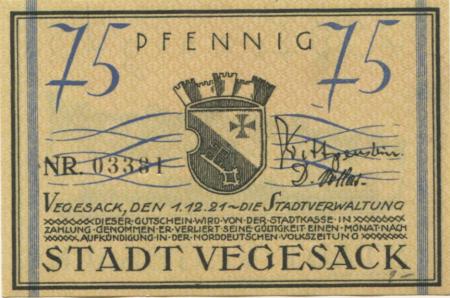 75 PFENNIG 75
NR. 03381
VEGESACK, DEN 1.12.21 ~ DIE STADTVERWALTUNG
DIESER GUTSCHEIN WIRD VON DER STADTKASSE IN
ZAHLUNG GENOMMEN ER VERLIERT SEINE GÜLTIGKEIT EINEN MONAT NACH
AUFKÜNDIGUNG IN DER NORDDEUTSCHEN VOLKSZEITUNG
STADT VEGESACK